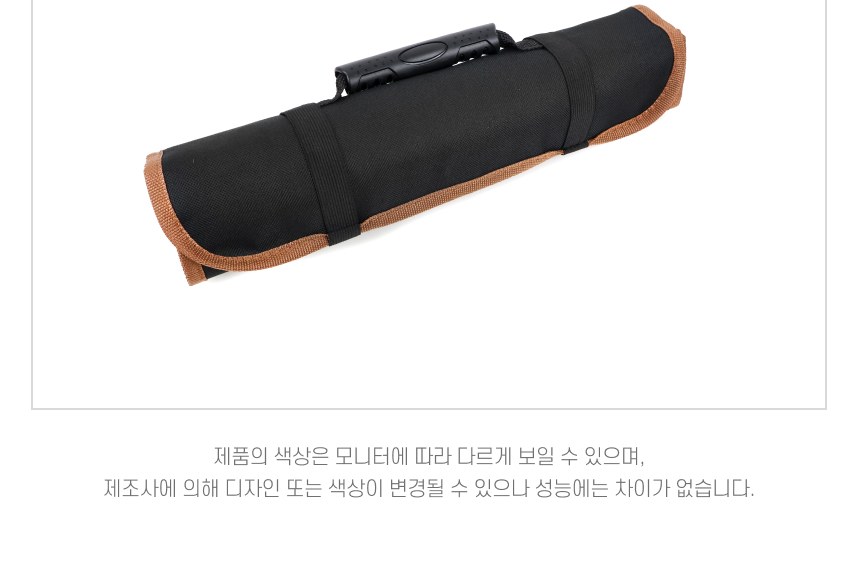 제품의 색상은 모니터에 따라 다르게 보일 수 있으며,
제조사에 의해 디자인 또는 색상이 변경될 수 있으나 성능에는 차이가 없습니다.